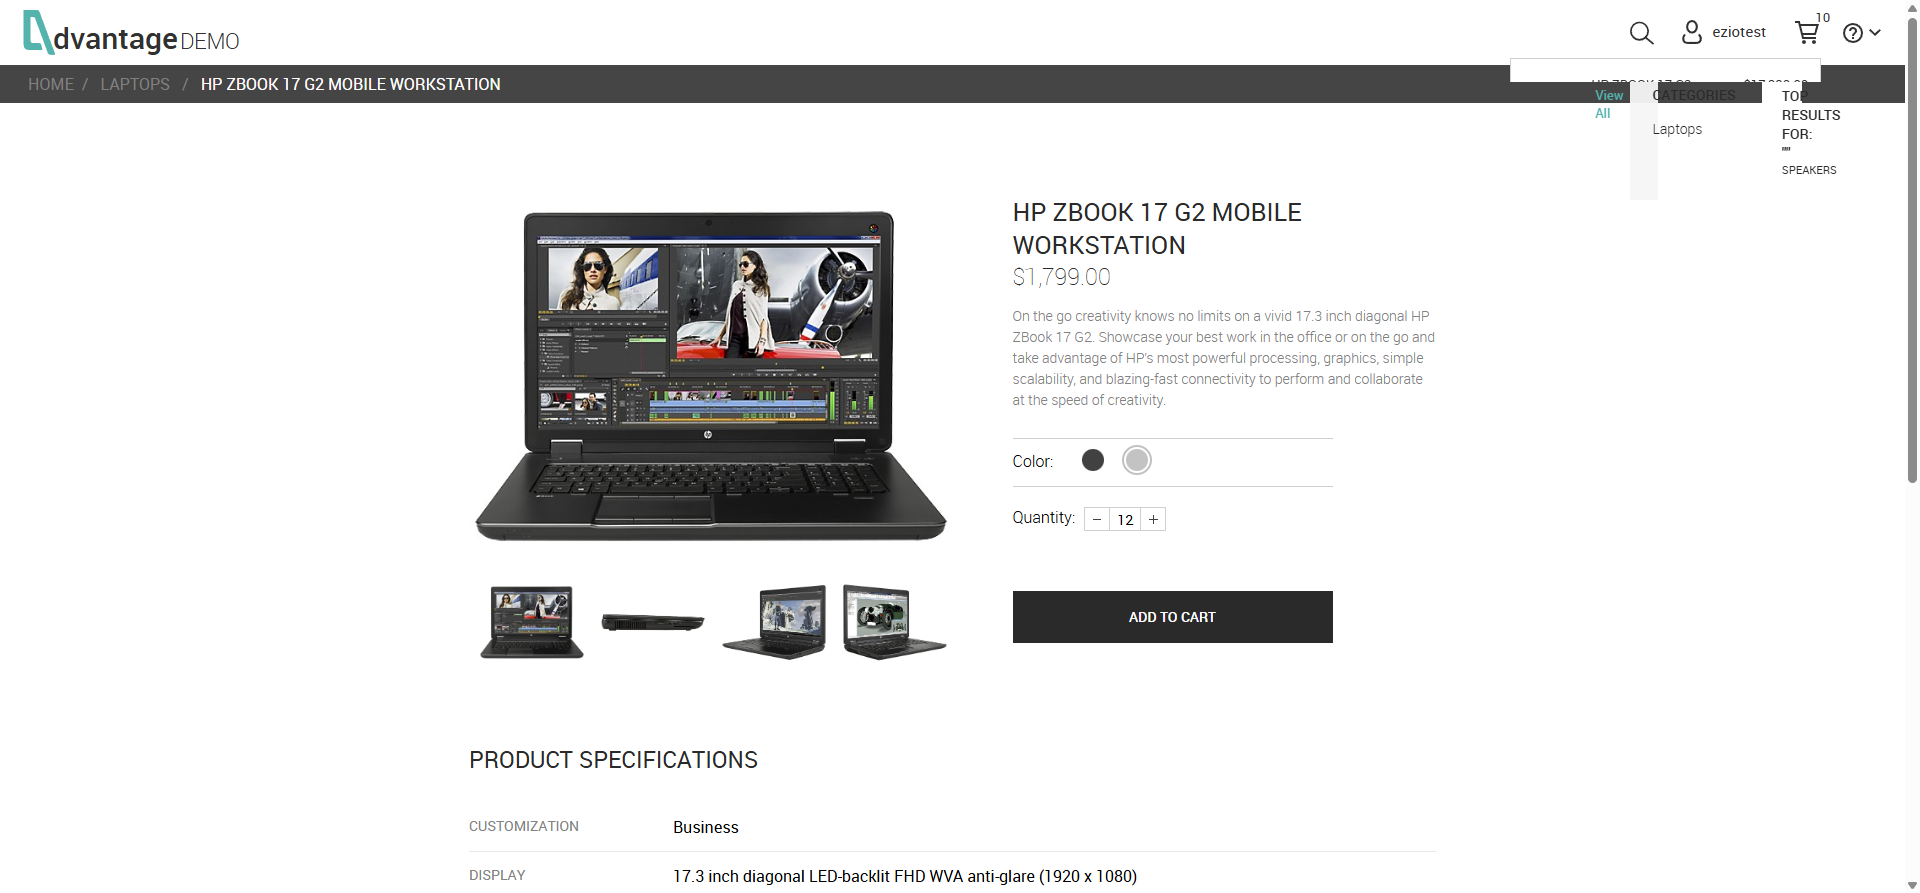 dvantage DEMO
eziotest
10
HOME / LAPTOPS / HP ZBOOK 17 G2 MOBILE WORKSTATION
View
All
CATEGORIES
Laptops
TOP
RESULTS
FOR:
""
SPEAKERS
HP ZBOOK 17 G2 MOBILE
WORKSTATION
$1,799.00
On the go creativity knows no limits on a vivid 17.3 inch diagonal HP
ZBook 17 G2. Showcase your best work in the office or on the go and
take advantage of HP's most powerful processing, graphics, simple
scalability, and blazing-fast connectivity to perform and collaborate
at the speed of creativity.
Color:
Quantity: − 12 +
ADD TO CART
PRODUCT SPECIFICATIONS
CUSTOMIZATION Business
DISPLAY 17.3 inch diagonal LED-backlit FHD WVA anti-glare (1920 x 1080)